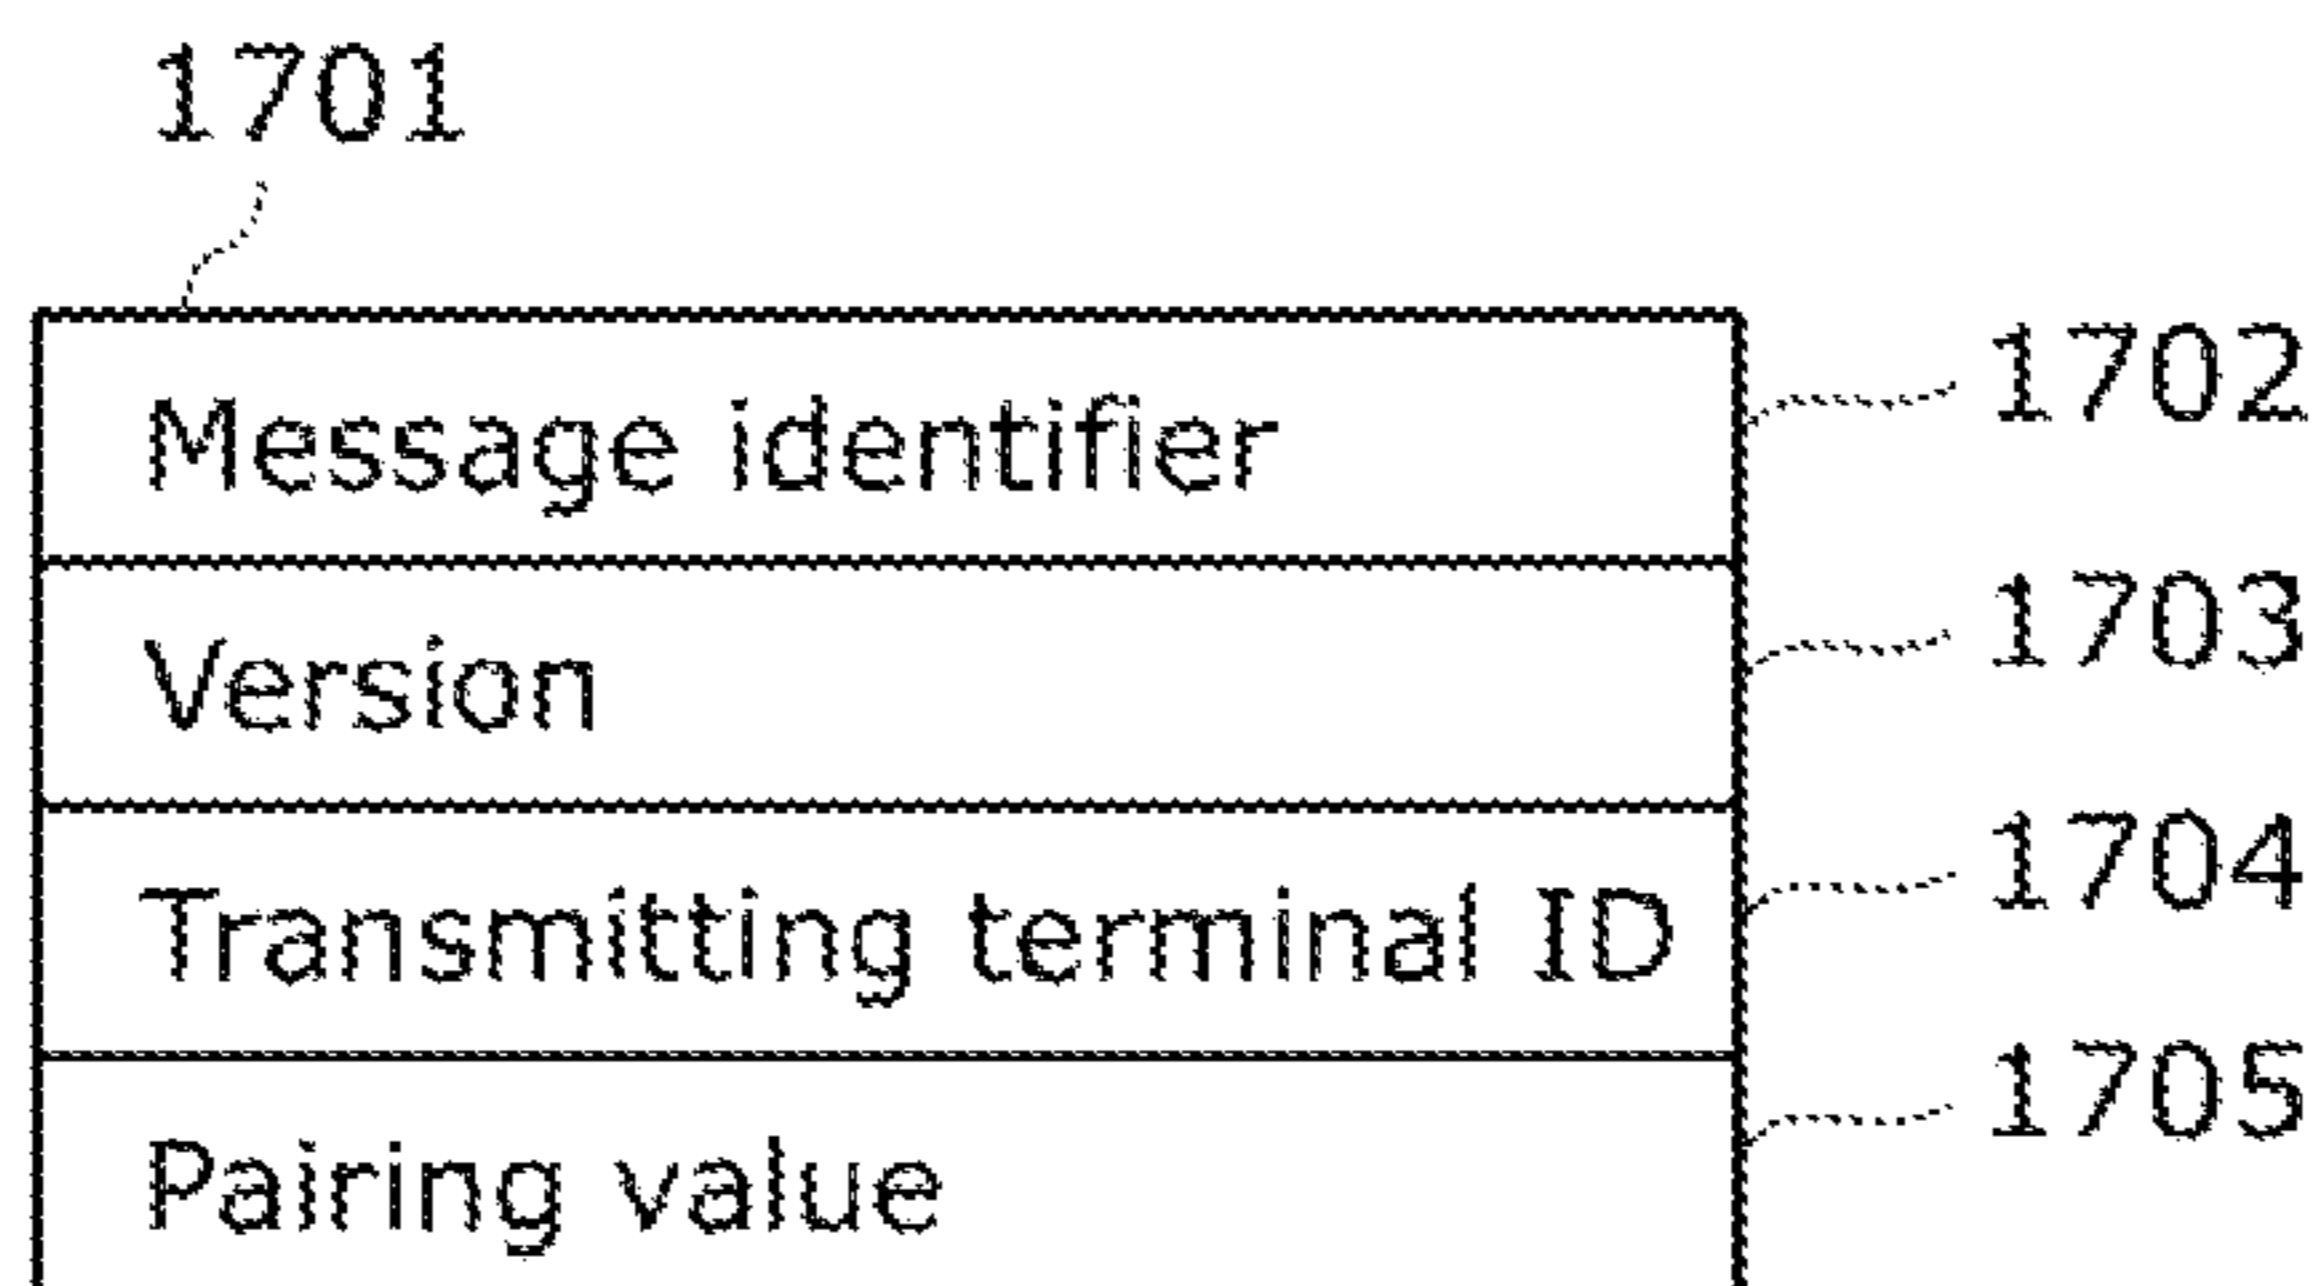 1701
Message identifier 1702
Version 1703
Transmitting terminal ID 1704
Pairing value 1705